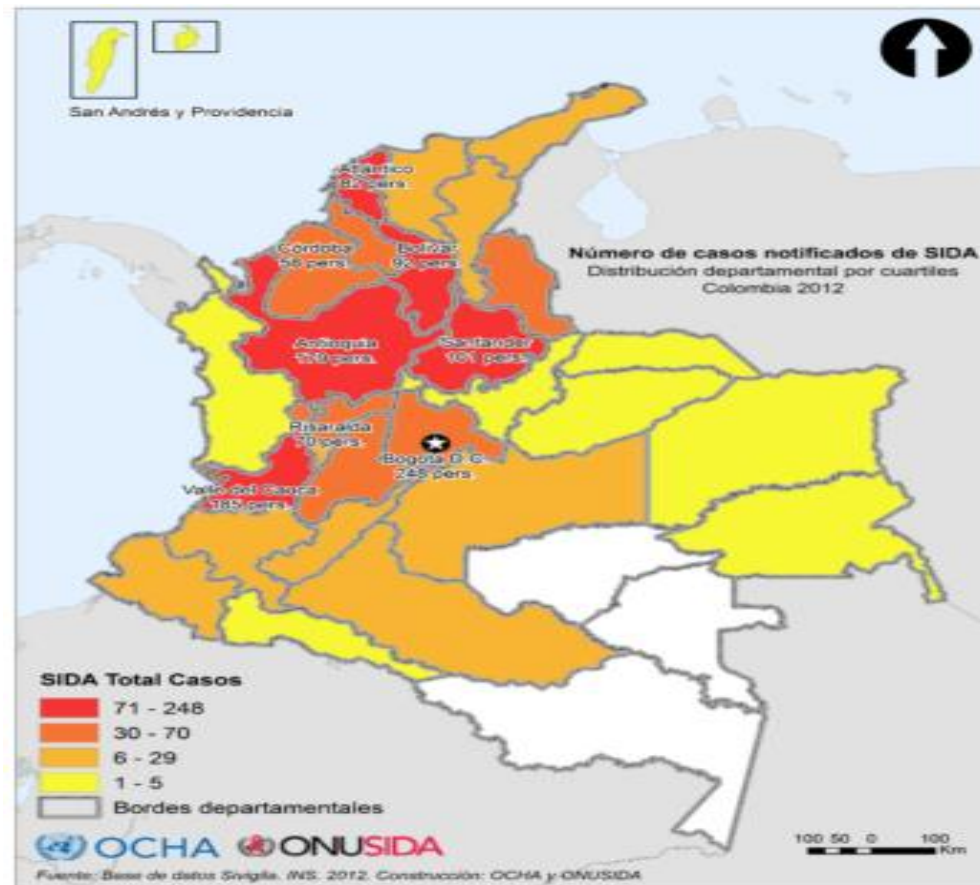 San Andrés y Providencia
Atlántico
82 pers.
Córdoba
58 pers.
Bolívar
92 pers.
Número de casos notificados de SIDA
Distribución departamental por cuartiles
Colombia 2012
Antioquia
179 pers.
Santander
101 pers.
Risaralda
70 pers.
Bogotá D.C.
248 pers.
Valle del Cauca
185 pers.
SIDA Total Casos
71 - 248
30 - 70
6 - 29
1 - 5
Bordes departamentales
OCHA ONUSIDA
100 50 0 100
Km
Fuente: Base de datos Sivigila. INS. 2012. Construcción: OCHA y ONUSIDA